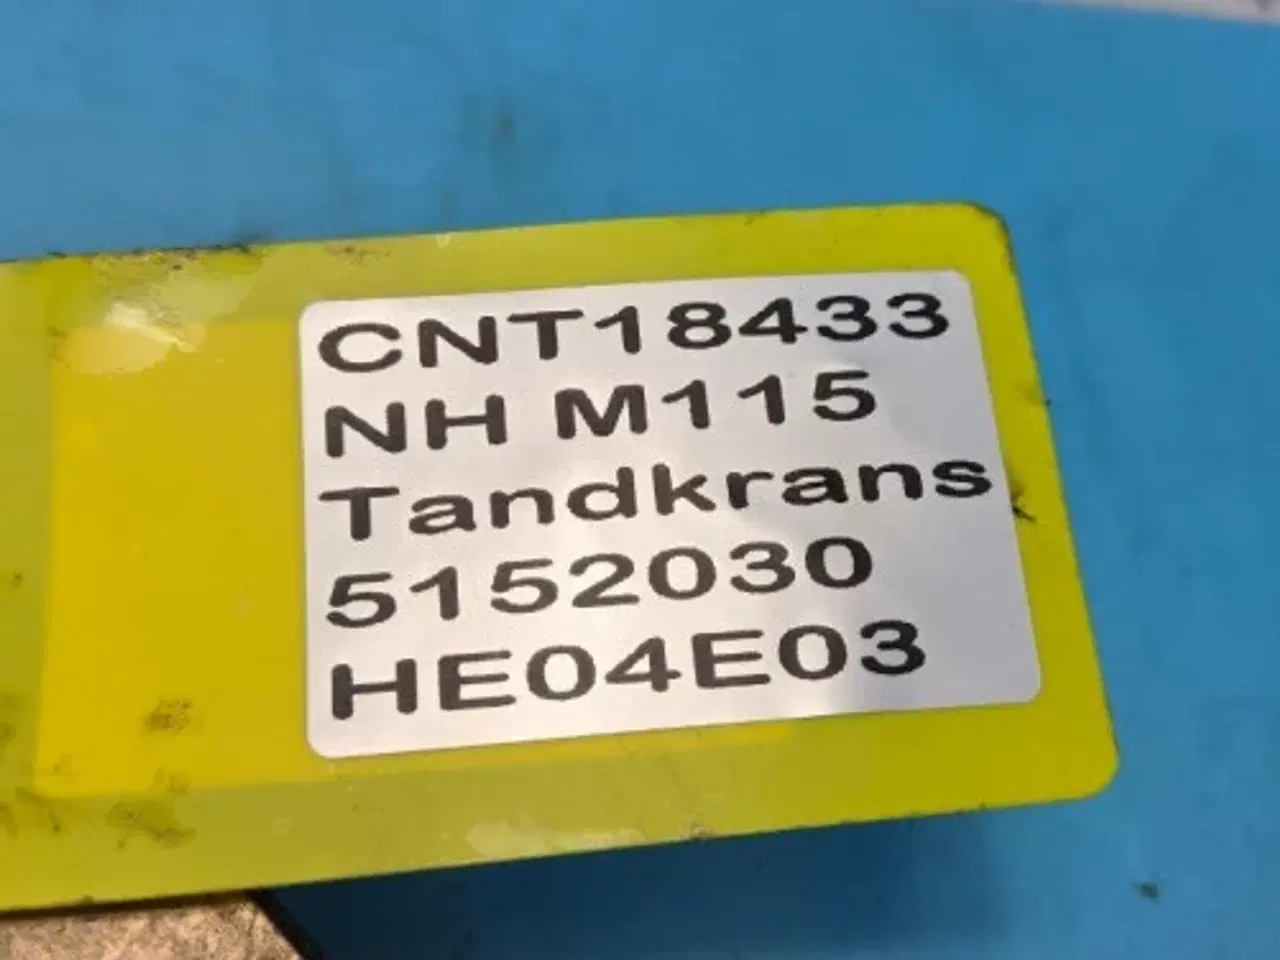 CNT18433
NH M115
Tandkrans
5152030
HE04E03